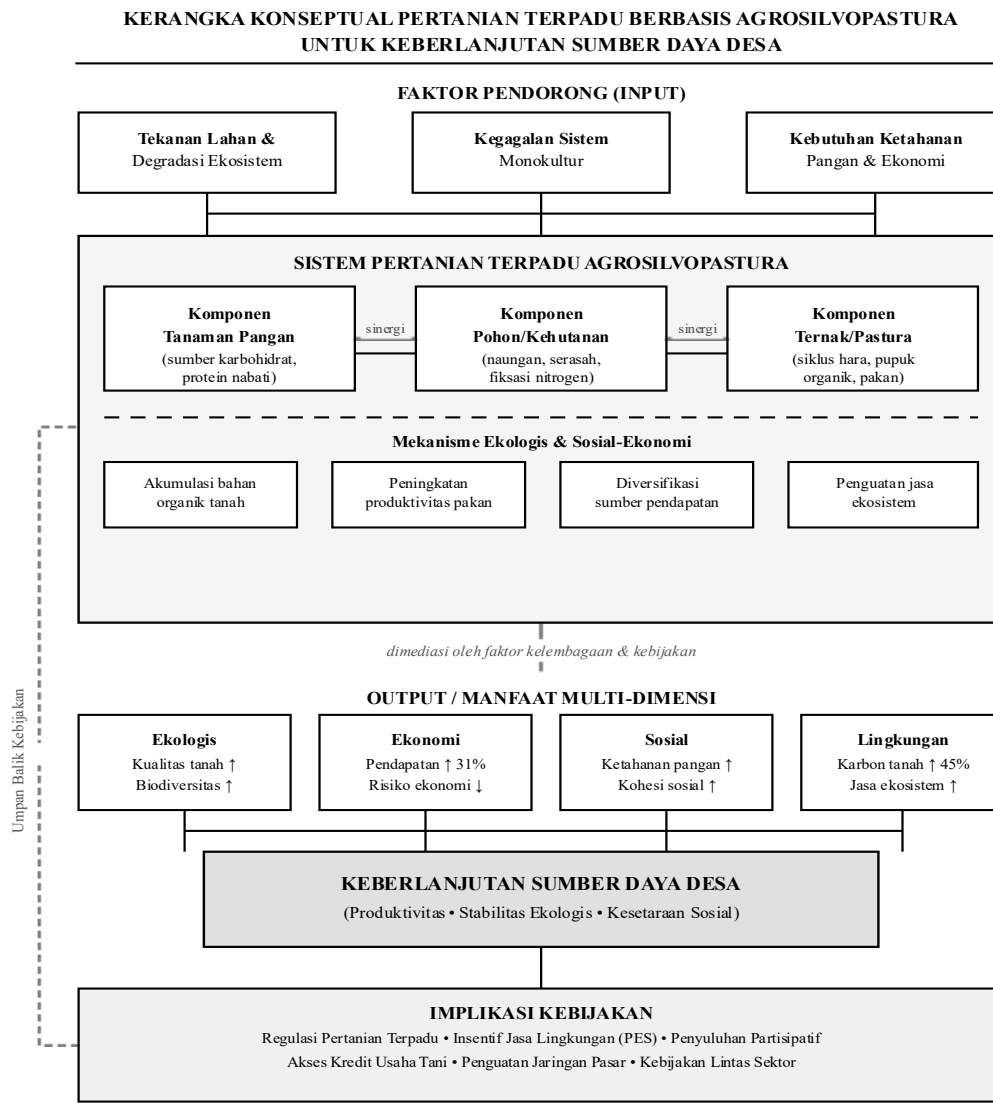 KERANGKA KONSEPTUAL PERTANIAN TERPADU BERBASIS AGROSILVOPASTURA
UNTUK KEBERLANJUTAN SUMBER DAYA DESA
FAKTOR PENDORONG (INPUT)
Tekanan Lahan &
Degradasi Ekosistem
Kegagalan Sistem
Monokultur
Kebutuhan Ketahanan
Pangan & Ekonomi
SISTEM PERTANIAN TERPADU AGROSILVOPASTURA
Komponen
Tanaman Pangan
(sumber karbohidrat,
protein nabati)
sinergi
Komponen
Pohon/Kehutanan
(naungan, serasah,
fiksasi nitrogen)
sinergi
Komponen
Ternak/Pastura
(siklus hara, pupuk
organik, pakan)
Mekanisme Ekologis & Sosial-Ekonomi
Akumulasi bahan
organik tanah
Peningkatan
produktivitas pakan
Diversifikasi
sumber pendapatan
Penguatan jasa
ekosistem
dimediasi oleh faktor kelembagaan & kebijakan
OUTPUT / MANFAAT MULTI-DIMENSI
Ekologis
Kualitas tanah ↑
Biodiversitas ↑
Ekonomi
Pendapatan ↑ 31%
Risiko ekonomi ↓
Sosial
Ketahanan pangan ↑
Kohesi sosial ↑
Lingkungan
Karbon tanah ↑ 45%
Jasa ekosistem ↑
Umpan Balik Kebijakan
KEBERLANJUTAN SUMBER DAYA DESA
(Produktivitas • Stabilitas Ekologis • Kesetaraan Sosial)
IMPLIKASI KEBIJAKAN
Regulasi Pertanian Terpadu • Insentif Jasa Lingkungan (PES) • Penyuluhan Partisipatif
Akses Kredit Usaha Tani • Penguatan Jaringan Pasar • Kebijakan Lintas Sektor